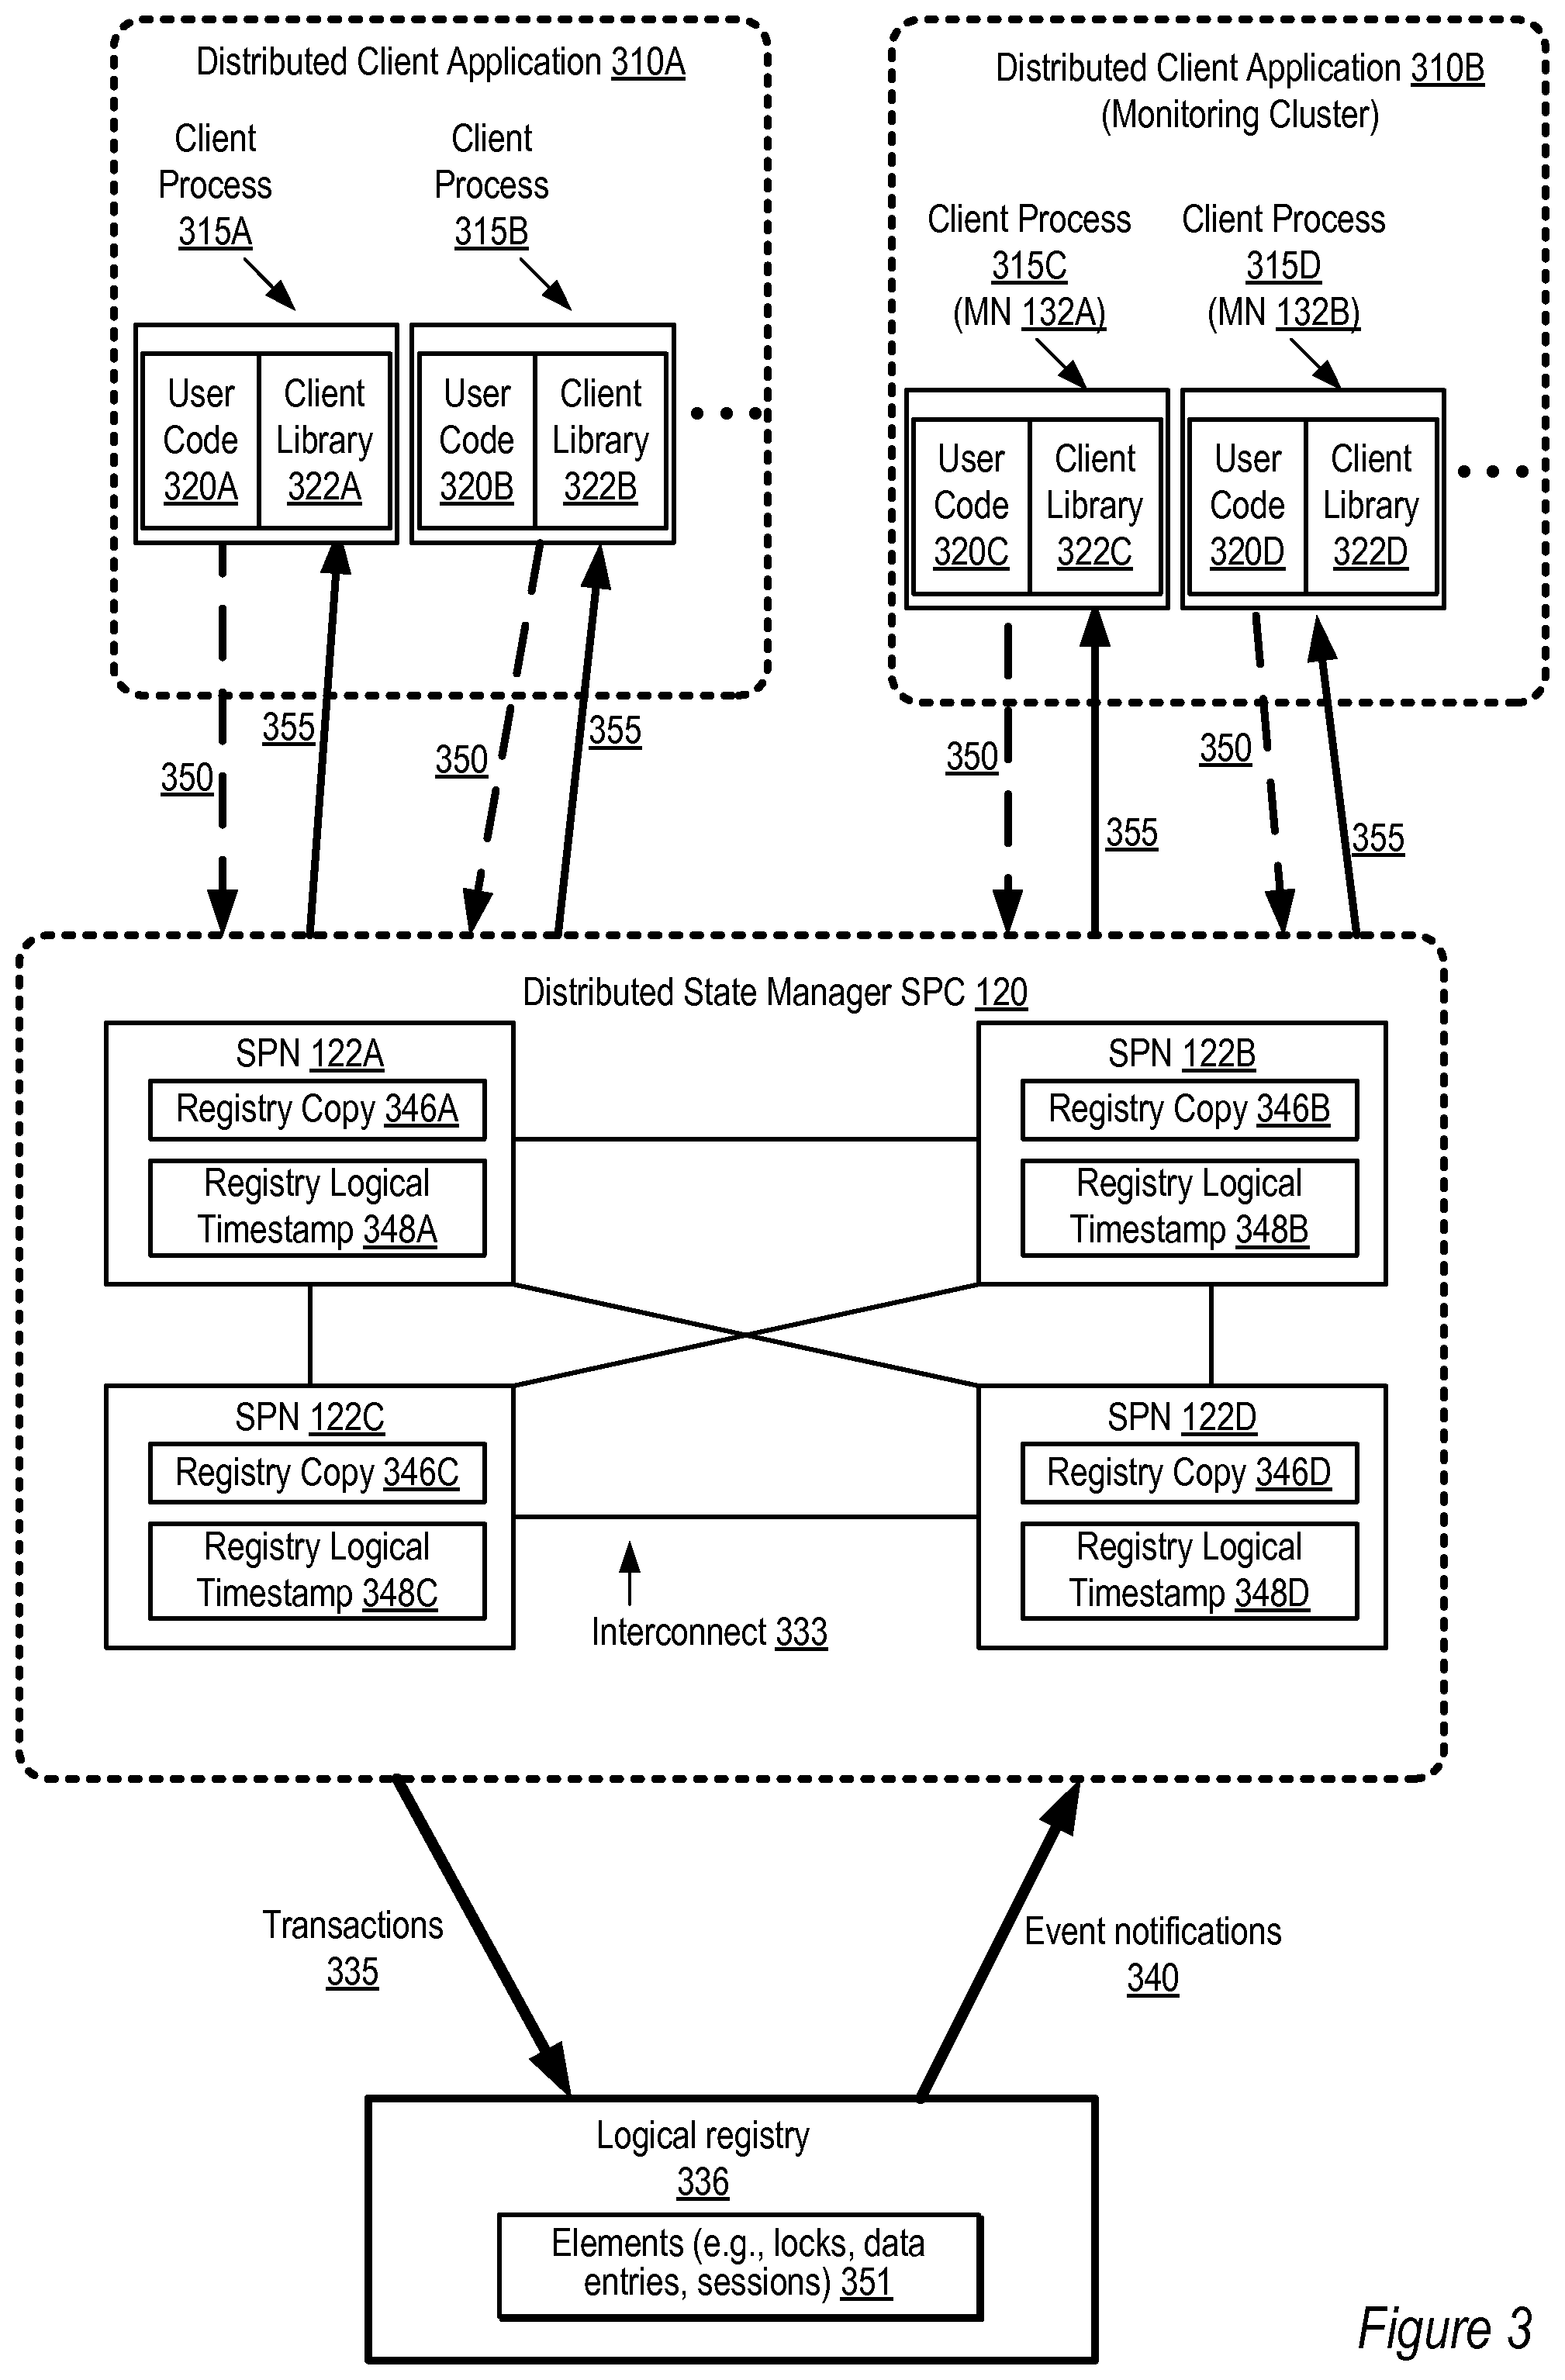 Distributed Client Application 310A
Client
Process
315A
Client
Process
315B
User
Code
320A
Client
Library
322A
User
Code
320B
Client
Library
322B
Distributed Client Application 310B
(Monitoring Cluster)
Client Process
315C
(MN 132A)
Client Process
315D
(MN 132B)
User
Code
320C
Client
Library
322C
User
Code
320D
Client
Library
322D
350
355
350
355
350
355
350
355
Distributed State Manager SPC 120
SPN 122A
Registry Copy 346A
Registry Logical
Timestamp 348A
SPN 122B
Registry Copy 346B
Registry Logical
Timestamp 348B
SPN 122C
Registry Copy 346C
Registry Logical
Timestamp 348C
SPN 122D
Registry Copy 346D
Registry Logical
Timestamp 348D
Interconnect 333
Transactions
335
Event notifications
340
Logical registry
336
Elements (e.g., locks, data
entries, sessions) 351
Figure 3